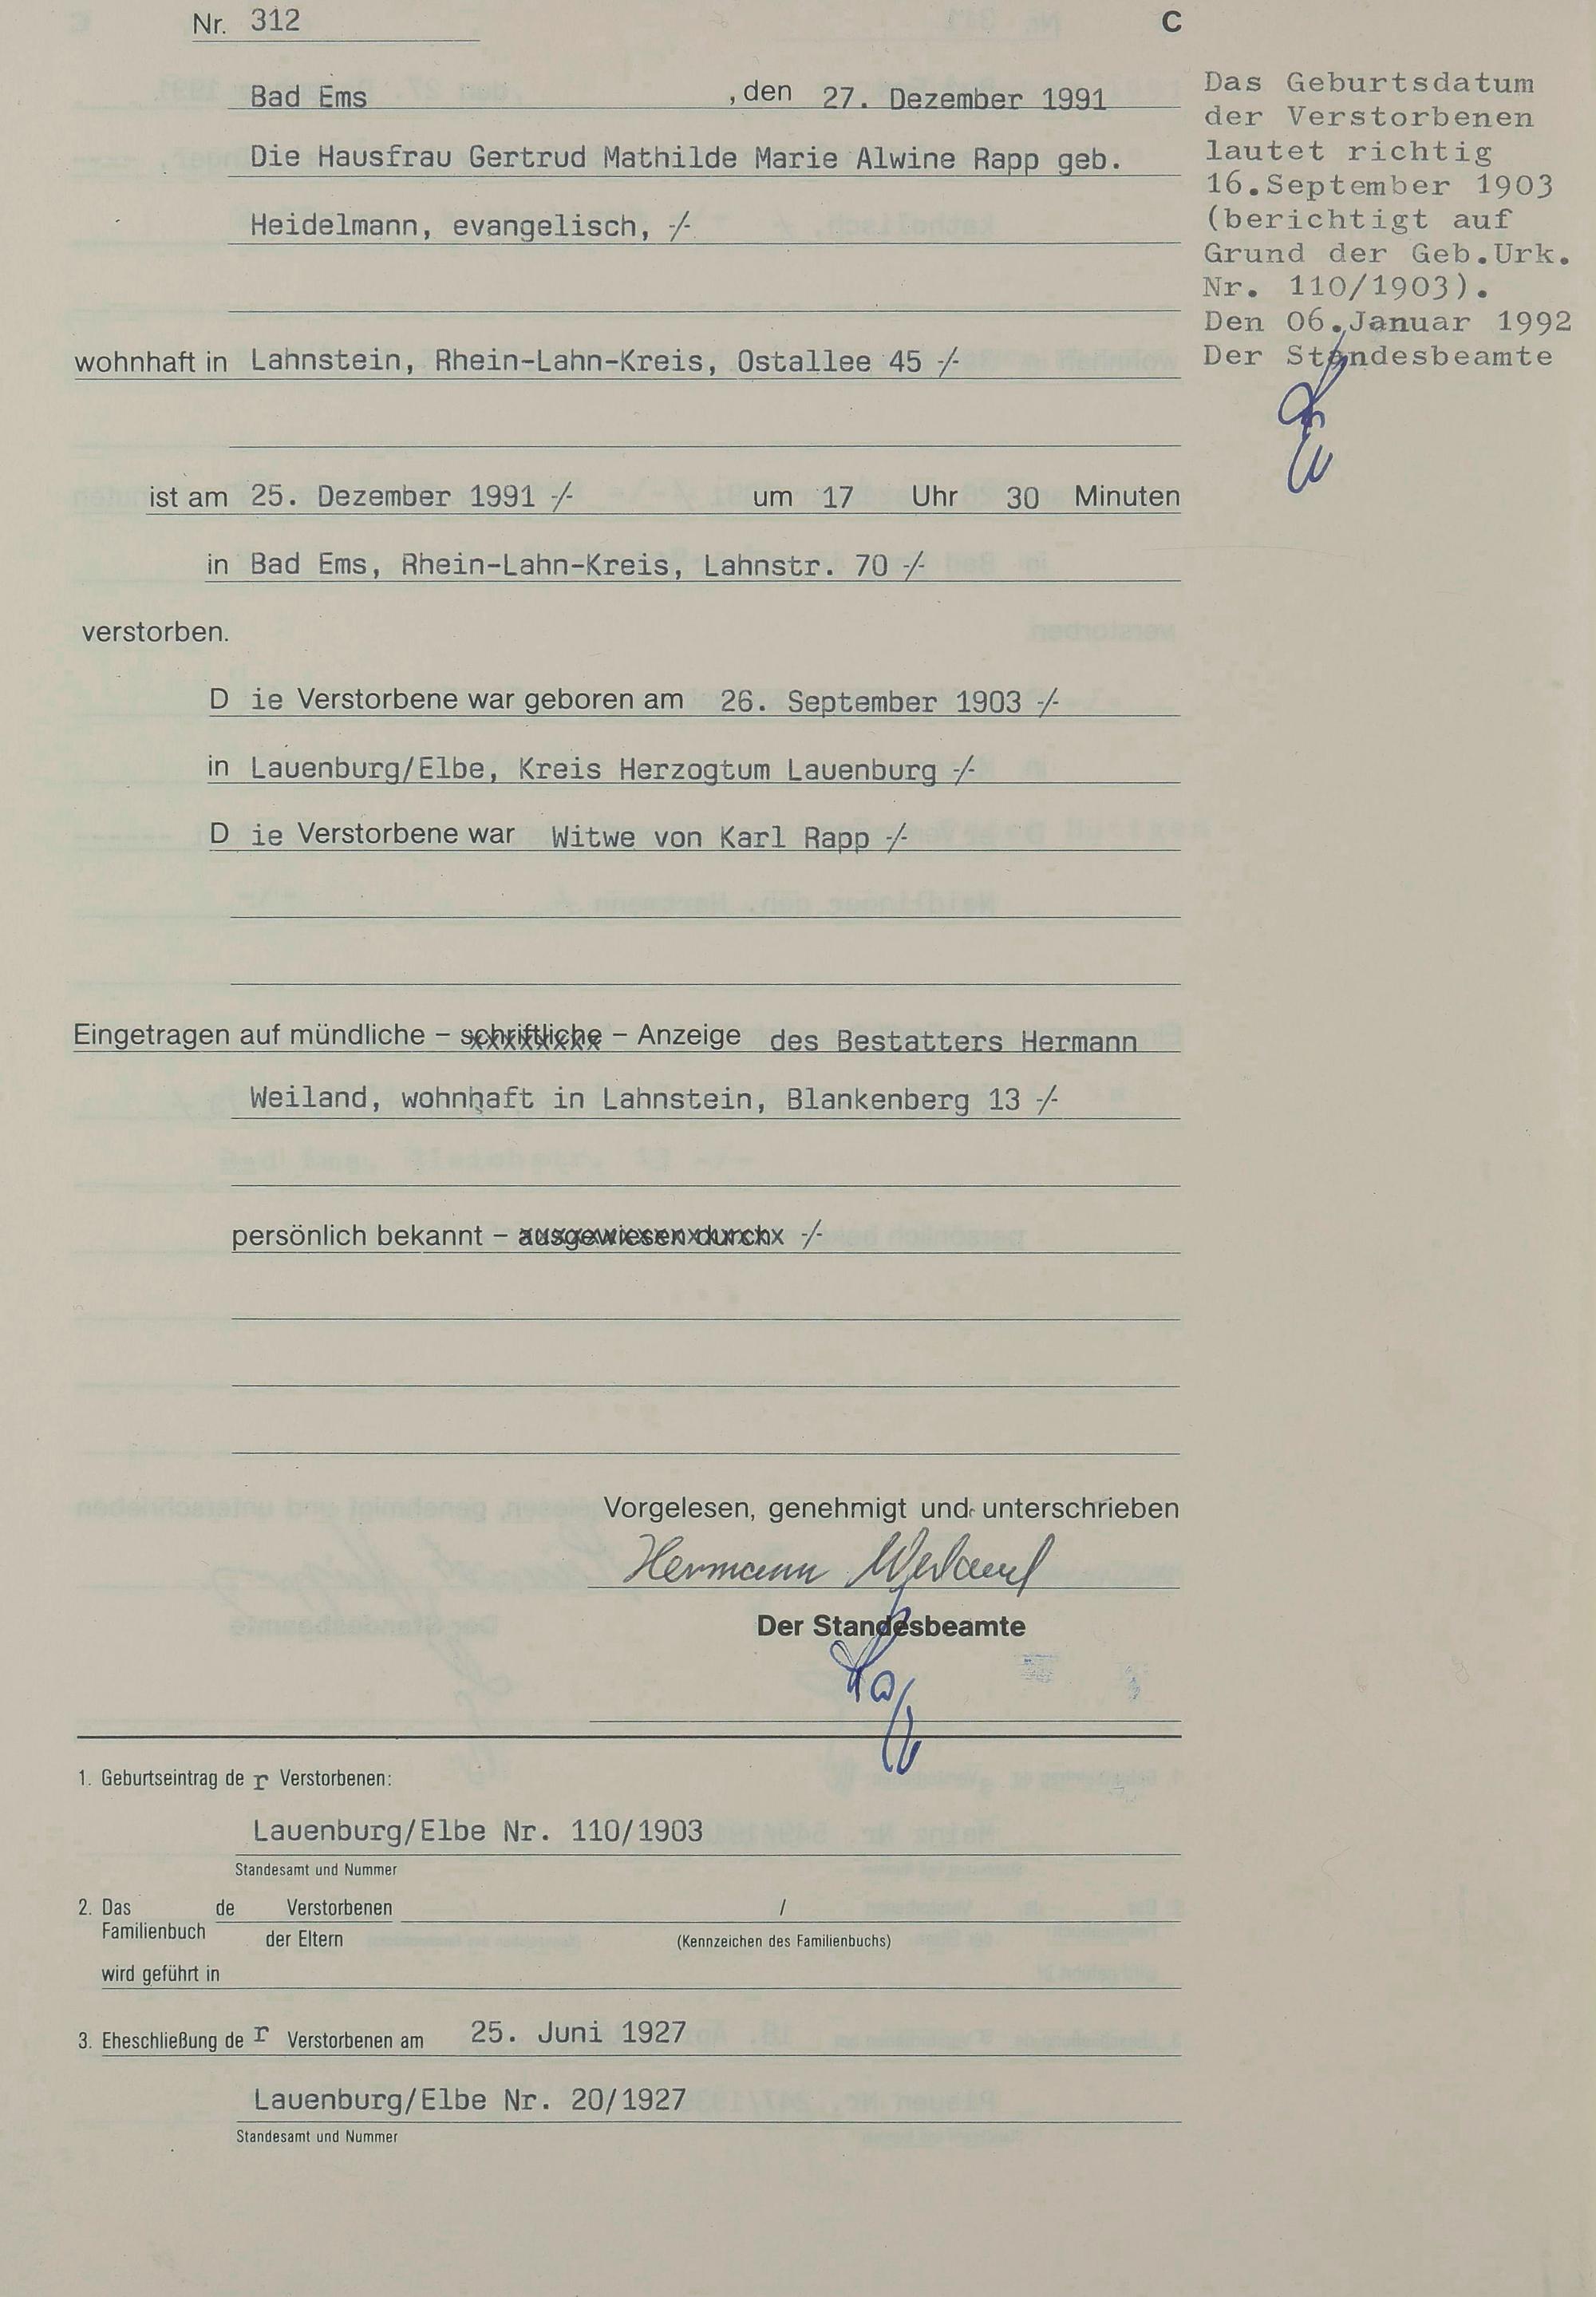 Nr. 312
C
Bad Ems , den 27. Dezember 1991
Die Hausfrau Gertrud Mathilde Marie Alwine Rapp geb.
Heidelmann, evangelisch, -/-
wohnhaft in Lahnstein, Rhein-Lahn-Kreis, Ostallee 45 -/-
ist am 25. Dezember 1991 -/- um 17 Uhr 30 Minuten
in Bad Ems, Rhein-Lahn-Kreis, Lahnstr. 70 -/-
verstorben.
D ie Verstorbene war geboren am 26. September 1903 -/-
in Lauenburg/Elbe, Kreis Herzogtum Lauenburg -/-
D ie Verstorbene war Witwe von Karl Rapp -/-
Eingetragen auf mündliche – schriftliche – Anzeige des Bestatters Hermann
Weiland, wohnhaft in Lahnstein, Blankenberg 13 -/-
persönlich bekannt – ausgewiesen durch -/-
Vorgelesen, genehmigt und unterschrieben
Hermann Weiland
Der Standesbeamte
1. Geburtseintrag de r Verstorbenen:
Lauenburg/Elbe Nr. 110/1903
Standesamt und Nummer
2. Das de Verstorbenen /
Familienbuch der Eltern (Kennzeichen des Familienbuchs)
wird geführt in
3. Eheschließung de r Verstorbenen am 25. Juni 1927
Lauenburg/Elbe Nr. 20/1927
Standesamt und Nummer
Das Geburtsdatum
der Verstorbenen
lautet richtig
16.September 1903
(berichtigt auf
Grund der Geb.Urk.
Nr. 110/1903).
Den 06.Januar 1992
Der Standesbeamte